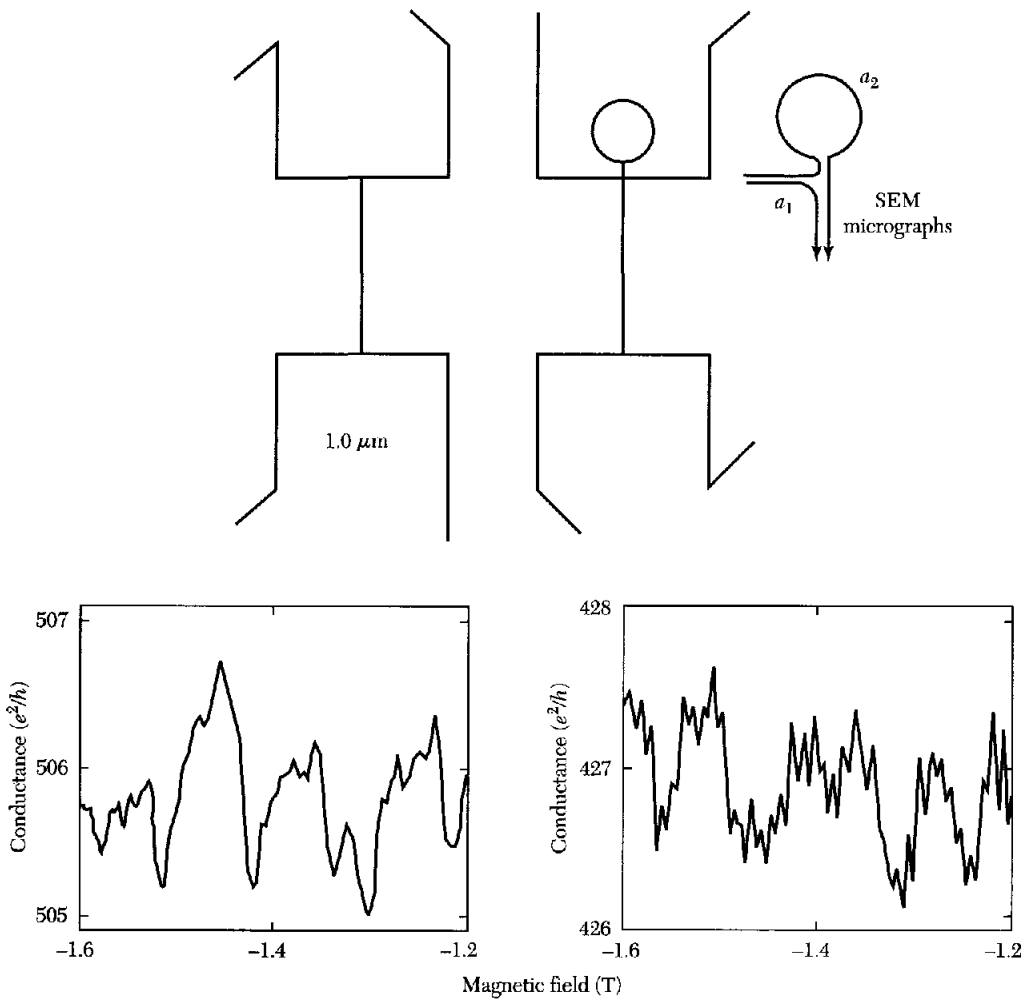 a₂
a₁
SEM
micrographs
1.0 μm
507
506
505
Conductance (e²/h)
−1.6
−1.4
−1.2
428
427
426
Conductance (e²/h)
−1.6
−1.4
−1.2
Magnetic field (T)